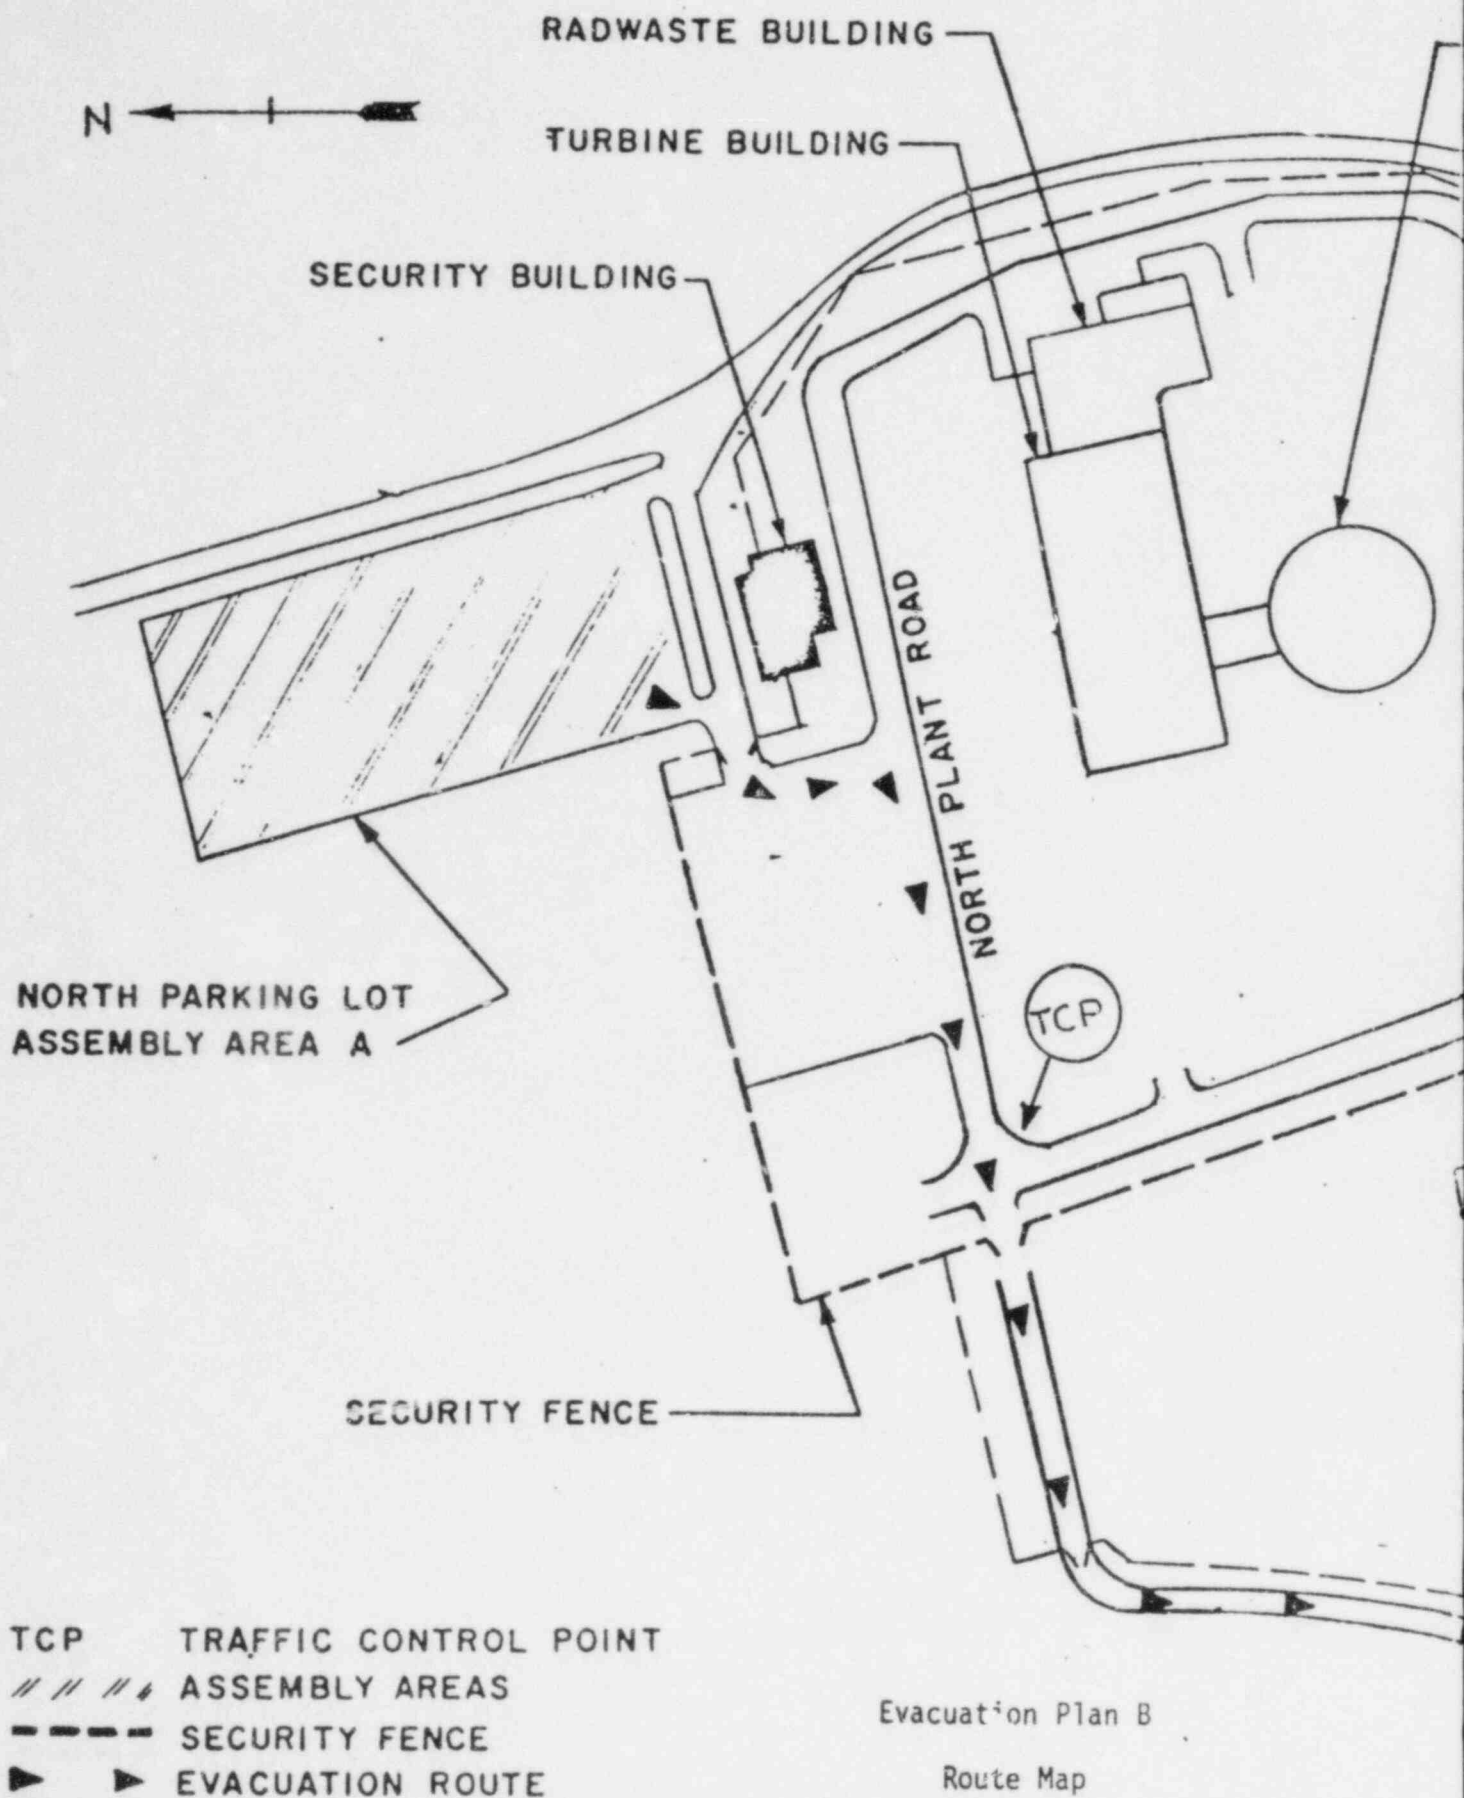 RADWASTE BUILDING
N
TURBINE BUILDING
SECURITY BUILDING
NORTH PLANT ROAD
NORTH PARKING LOT
ASSEMBLY AREA A
TCP
SECURITY FENCE
TCP TRAFFIC CONTROL POINT
ASSEMBLY AREAS
SECURITY FENCE
EVACUATION ROUTE
Evacuation Plan B
Route Map